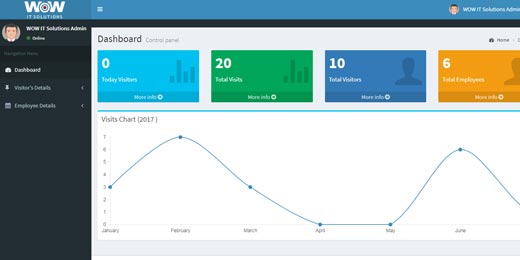 WOW
IT SOLUTIONS
WOW IT Solutions Admin
WOW IT Solutions Admin
Online
Navigation Menu
Dashboard
Visitor's Details
Employee Details
Dashboard Control panel
Home
0
Today Visitors
More info
20
Total Visits
More info
10
Total Visitors
More info
6
Total Employees
More info
Visits Chart (2017 )
7
6
5
4
3
2
1
0
January February March April May June